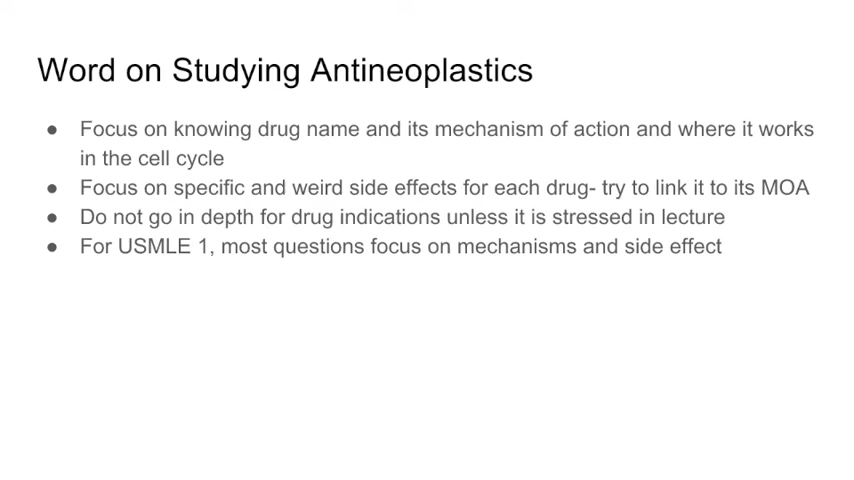 Word on Studying Antineoplastics
● Focus on knowing drug name and its mechanism of action and where it works
in the cell cycle
● Focus on specific and weird side effects for each drug- try to link it to its MOA
● Do not go in depth for drug indications unless it is stressed in lecture
● For USMLE 1, most questions focus on mechanisms and side effect